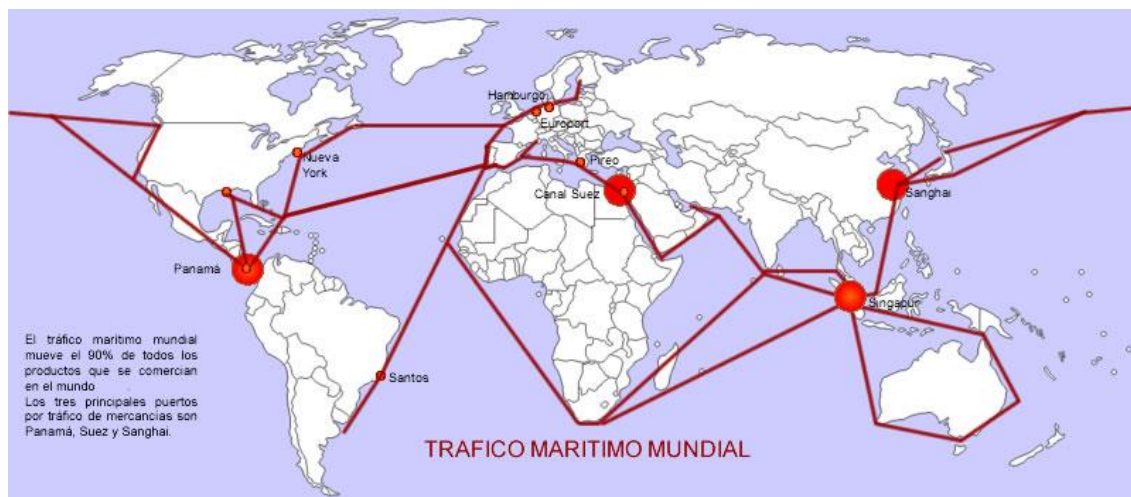 Hamburgo
Europort
Nueva
York
Pireo
Canal Suez
Sanghai
Panamá
Singapur
Santos
El tráfico marítimo mundial
mueve el 90% de todos los
productos que se comercian
en el mundo
Los tres principales puertos
por tráfico de mercancías son
Panamá, Suez y Sanghai.
TRAFICO MARITIMO MUNDIAL